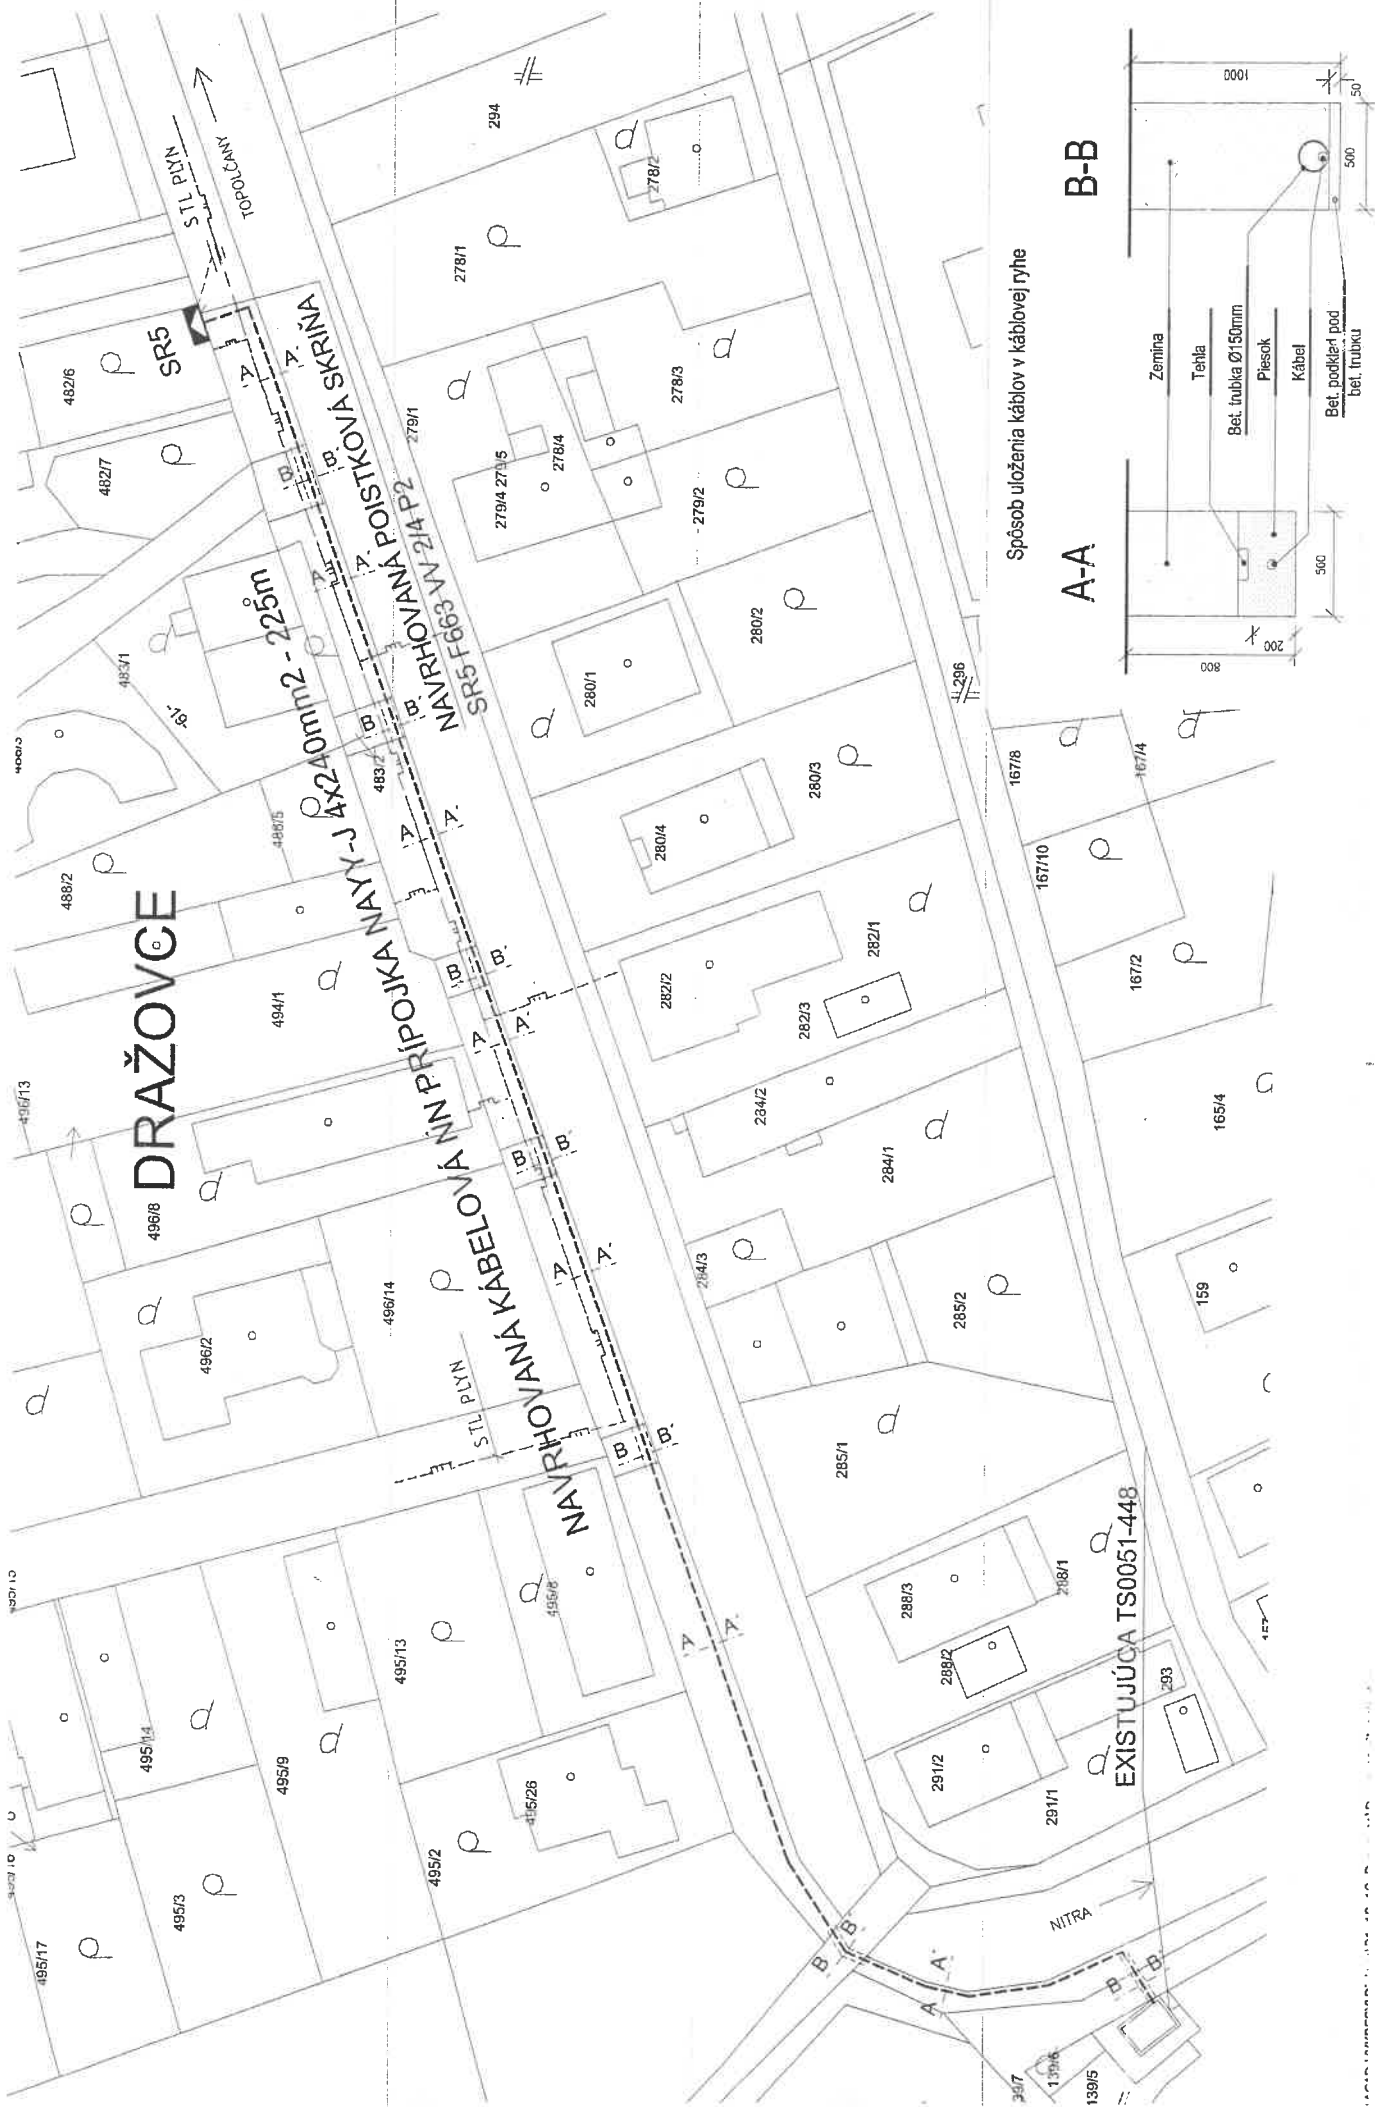 DRAŽOVCE
NAVRHOVANÁ KÁBELOVÁ NN PRÍPOJKA NAYY-J 4x240mm2 - 225m
NAVRHOVANÁ POISTKOVÁ SKRIŇA
SR5 F663 VV 2/4 P2
SR5
STL PLYN
TOPOĽČANY
STL PLYN
EXISTUJÚCA TS0051-448
NITRA
Spôsob uloženia káblov v káblovej ryhe
A-A
B-B
Zemina
Tehla
Bet. trubka Ø150mm
Piesok
Kábel
Bet. podklad pod
bet. trubku
800
200
500
1000
50
500
482/6
482/7
483/1
-19-
483/2
488/5
488/2
494/1
496/13
496/8
496/2
496/14
495/8
495/13
495/14
495/9
495/26
495/2
495/3
495/17
294
278/2
278/1
278/3
279/1
279/4
279/5
278/4
279/2
280/1
280/2
280/3
280/4
282/2
282/1
282/3
284/2
284/1
284/3
285/2
285/1
288/3
288/1
288/2
291/2
291/1
293
296
167/8
167/4
167/10
167/2
165/4
159
139/6
139/5
A A'
B B'
A A'
B B'
A A'
B B'
A A'
B B'
A A'
B B'
A A'
B B'
A A'
B B'